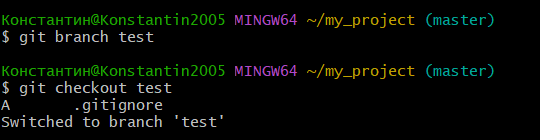 Константин@Konstantin2005 MINGW64 ~/my_project (master)
$ git branch test
Константин@Konstantin2005 MINGW64 ~/my_project (master)
$ git checkout test
A       .gitignore
Switched to branch 'test'